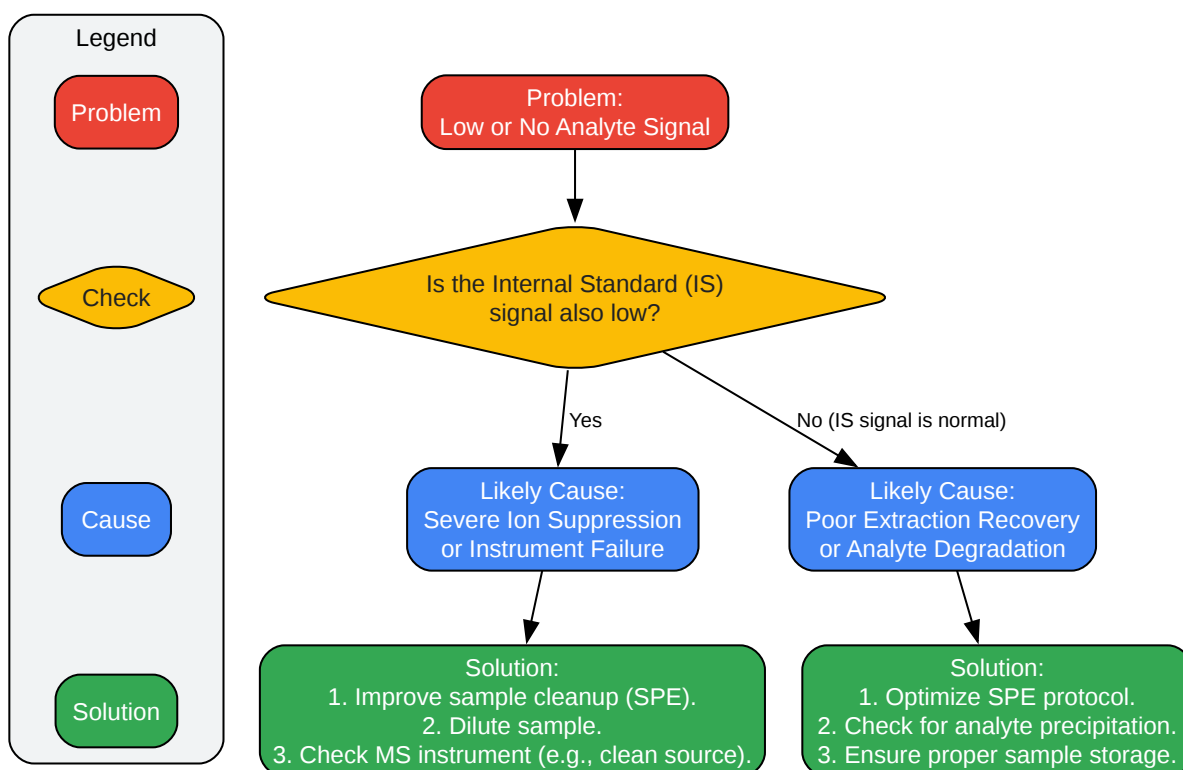 Legend
Problem
Check
Cause
Solution
Problem:
Low or No Analyte Signal
Is the Internal Standard (IS)
signal also low?
Yes
No (IS signal is normal)
Likely Cause:
Severe Ion Suppression
or Instrument Failure
Likely Cause:
Poor Extraction Recovery
or Analyte Degradation
Solution:
1. Improve sample cleanup (SPE).
2. Dilute sample.
3. Check MS instrument (e.g., clean source).
Solution:
1. Optimize SPE protocol.
2. Check for analyte precipitation.
3. Ensure proper sample storage.